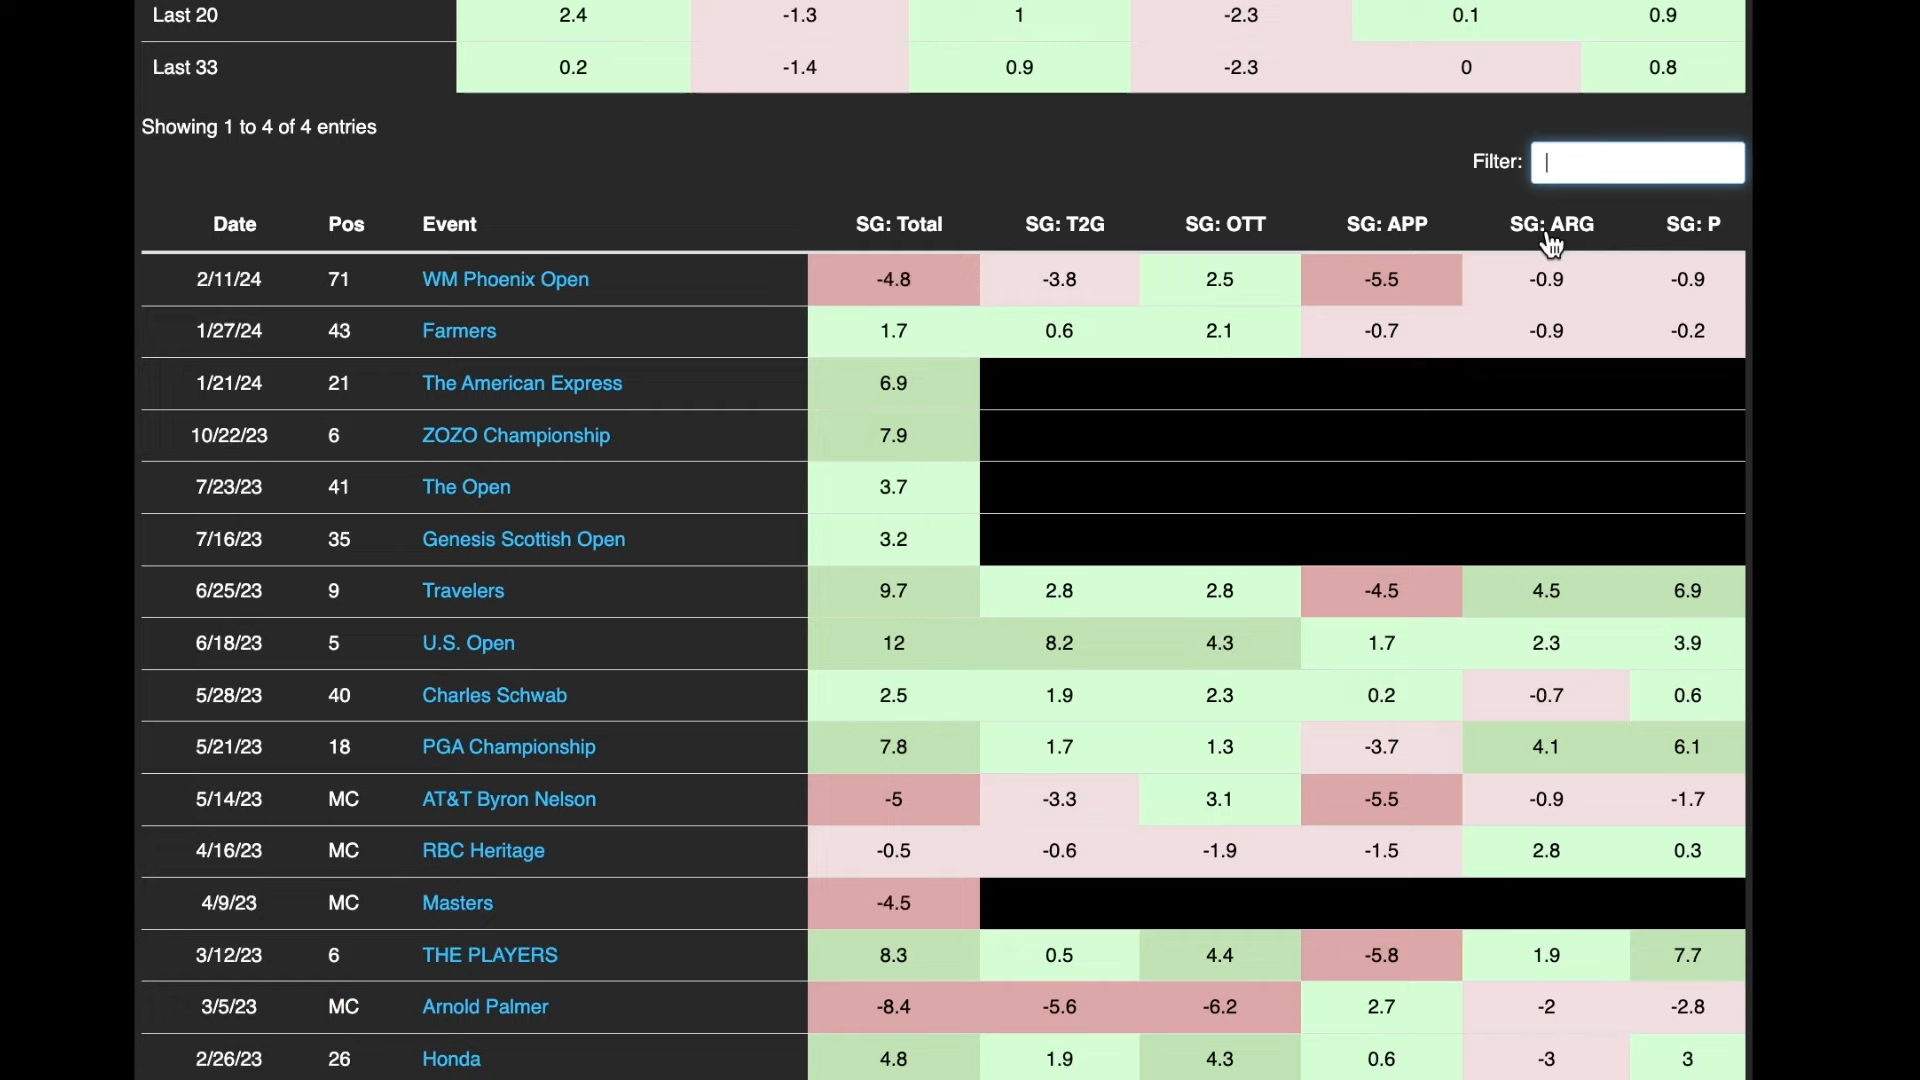 Last 20 2.4 -1.3 1 -2.3 0.1 0.9
Last 33 0.2 -1.4 0.9 -2.3 0 0.8
Showing 1 to 4 of 4 entries
Filter:
Date Pos Event SG: Total SG: T2G SG: OTT SG: APP SG: ARG SG: P
2/11/24 71 WM Phoenix Open -4.8 -3.8 2.5 -5.5 -0.9 -0.9
1/27/24 43 Farmers 1.7 0.6 2.1 -0.7 -0.9 -0.2
1/21/24 21 The American Express 6.9
10/22/23 6 ZOZO Championship 7.9
7/23/23 41 The Open 3.7
7/16/23 35 Genesis Scottish Open 3.2
6/25/23 9 Travelers 9.7 2.8 2.8 -4.5 4.5 6.9
6/18/23 5 U.S. Open 12 8.2 4.3 1.7 2.3 3.9
5/28/23 40 Charles Schwab 2.5 1.9 2.3 0.2 -0.7 0.6
5/21/23 18 PGA Championship 7.8 1.7 1.3 -3.7 4.1 6.1
5/14/23 MC AT&T Byron Nelson -5 -3.3 3.1 -5.5 -0.9 -1.7
4/16/23 MC RBC Heritage -0.5 -0.6 -1.9 -1.5 2.8 0.3
4/9/23 MC Masters -4.5
3/12/23 6 THE PLAYERS 8.3 0.5 4.4 -5.8 1.9 7.7
3/5/23 MC Arnold Palmer -8.4 -5.6 -6.2 2.7 -2 -2.8
2/26/23 26 Honda 4.8 1.9 4.3 0.6 -3 3